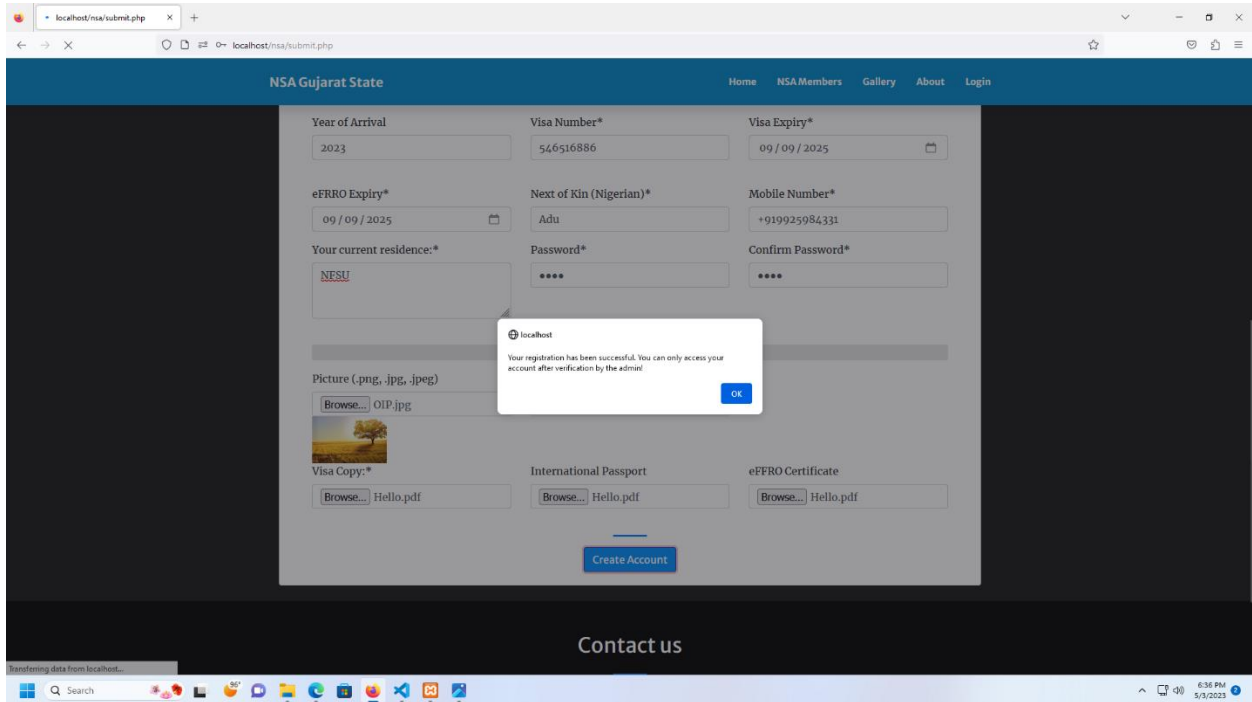 localhost/nsa/submit.php
localhost/nsa/submit.php
NSA Gujarat State Home NSA Members Gallery About Login
Year of Arrival Visa Number* Visa Expiry*
2023 546516886 09/09/2025
eFRRO Expiry* Next of Kin (Nigerian)* Mobile Number*
09/09/2025 Adu +919925984331
Your current residence:* Password* Confirm Password*
NFSU
localhost
Your registration has been successful. You can only access your
account after verification by the admin!
OK
Picture (.png, .jpg, .jpeg)
Browse... OIP.jpg
Visa Copy:* International Passport eFFRO Certificate
Browse... Hello.pdf Browse... Hello.pdf Browse... Hello.pdf
Create Account
Contact us
Transferring data from localhost...
Search 96° 6:36 PM
5/3/2023 2